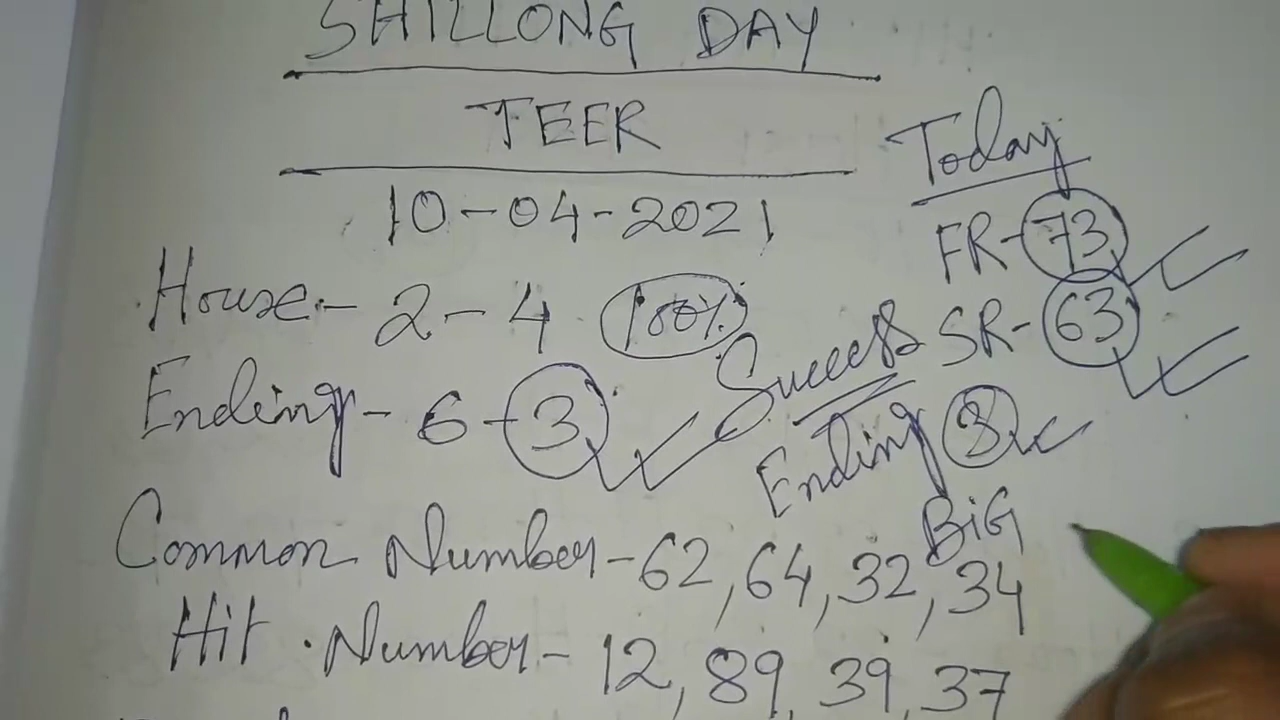 SHILLONG DAY
TEER
10-04-2021
House - 2 - 4 100%
Ending - 6 - 3
Common Number - 62, 64, 32, 34
Hit Number - 12, 89, 39, 37
Today
FR - 73
SR - 63
Success
Ending 3
BiG